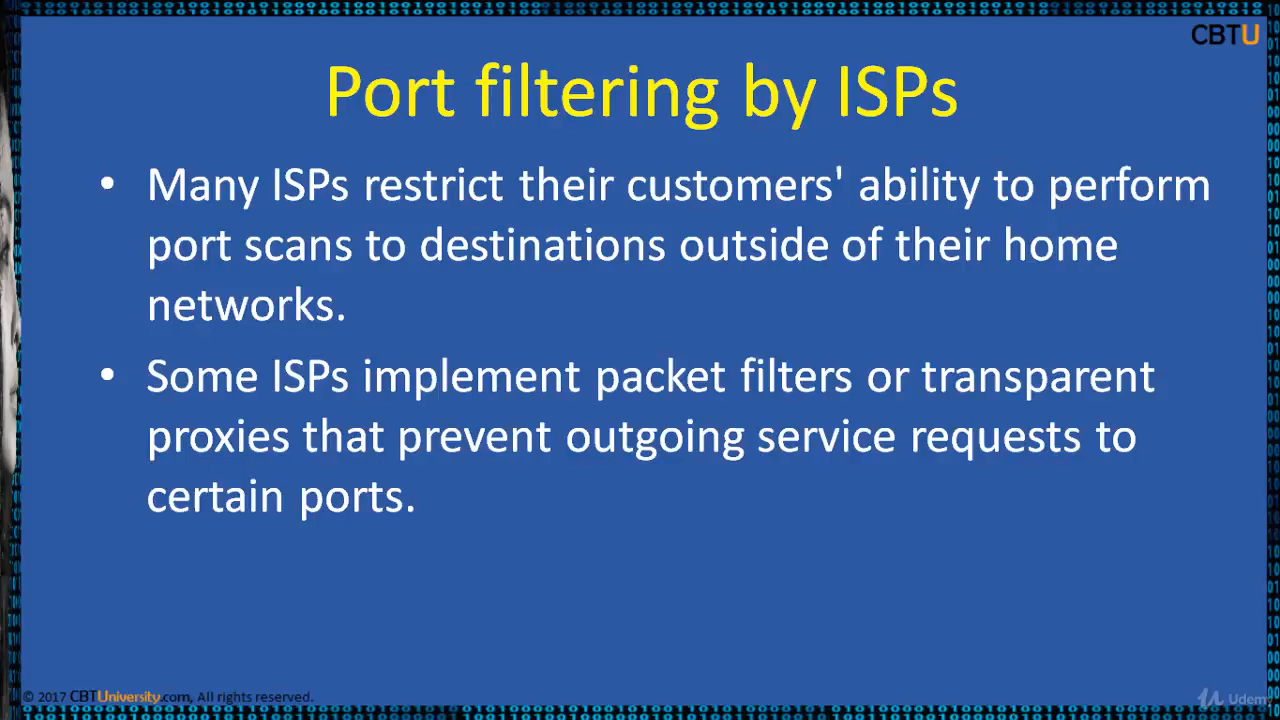 CBTU
Port filtering by ISPs
• Many ISPs restrict their customers' ability to perform
port scans to destinations outside of their home
networks.
• Some ISPs implement packet filters or transparent
proxies that prevent outgoing service requests to
certain ports.
© 2017 CBTUniversity.com, All rights reserved.
Udemy